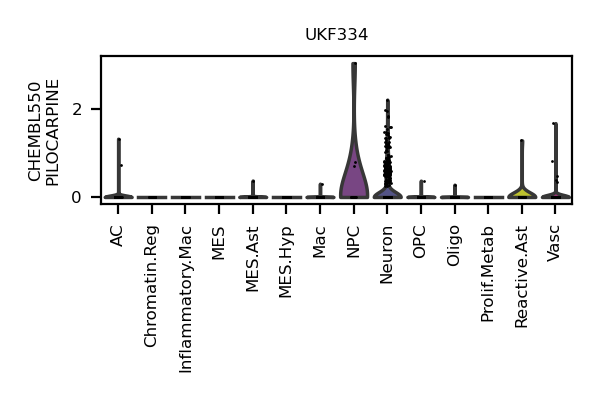 UKF334
CHEMBL550
PILOCARPINE
2
0
AC
Chromatin.Reg
Inflammatory.Mac
MES
MES.Ast
MES.Hyp
Mac
NPC
Neuron
OPC
Oligo
Prolif.Metab
Reactive.Ast
Vasc